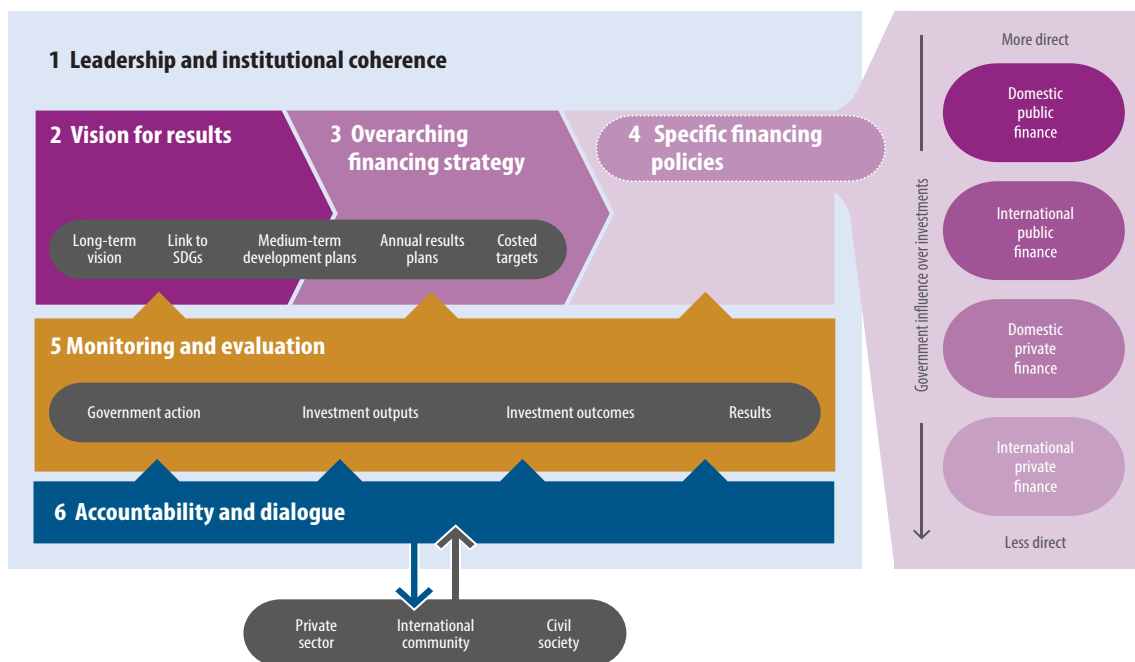 1 Leadership and institutional coherence
2 Vision for results
3 Overarching
financing strategy
4 Specific financing
policies
Long-term
vision
Link to
SDGs
Medium-term
development plans
Annual results
plans
Costed
targets
5 Monitoring and evaluation
Government action
Investment outputs
Investment outcomes
Results
6 Accountability and dialogue
Private
sector
International
community
Civil
society
More direct
Government influence over investments
Domestic
public
finance
International
public
finance
Domestic
private
finance
International
private
finance
Less direct